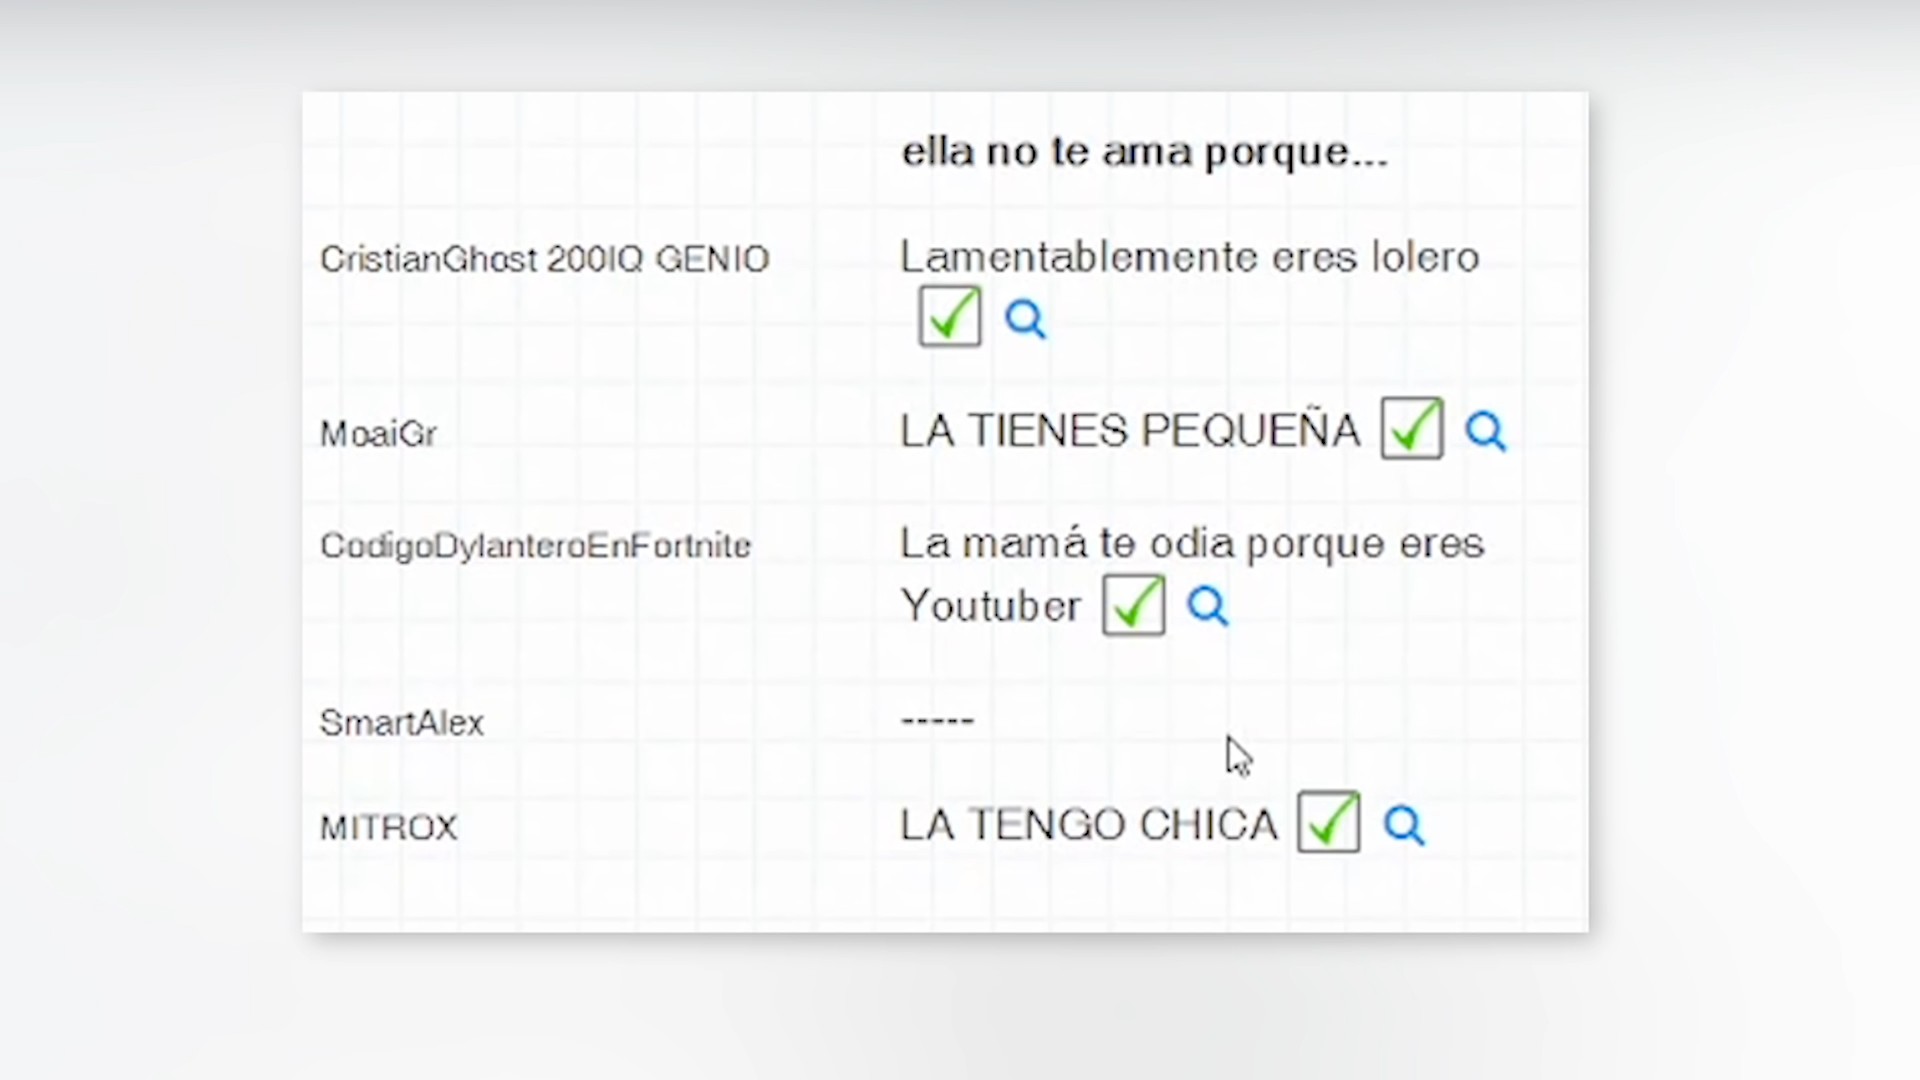 ella no te ama porque...
CristianGhost 200IQ GENIO
Lamentablemente eres lolero
MoaiGr
LA TIENES PEQUEÑA
CodigoDylanteroEnFortnite
La mamá te odia porque eres
Youtuber
SmartAlex
-----
MITROX
LA TENGO CHICA